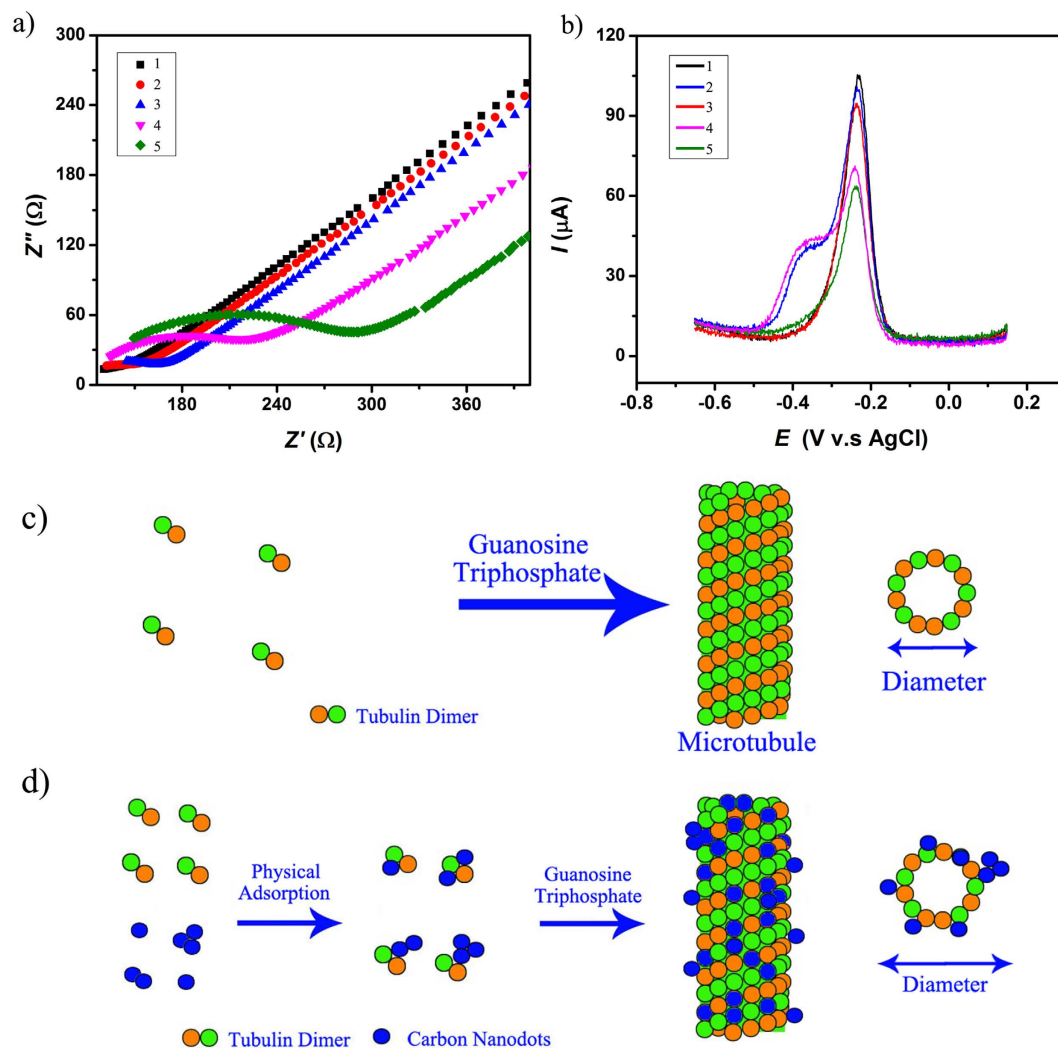 a)
300
240
180
120
60
0
Z″ (Ω)
1
2
3
4
5
180
240
300
360
Z′ (Ω)
b)
120
90
60
30
0
I (μA)
1
2
3
4
5
-0.8
-0.6
-0.4
-0.2
0.0
0.2
E (V v.s AgCl)
c)
Guanosine
Triphosphate
Tubulin Dimer
Microtubule
Diameter
d)
Physical
Adsorption
Guanosine
Triphosphate
Diameter
Tubulin Dimer
Carbon Nanodots